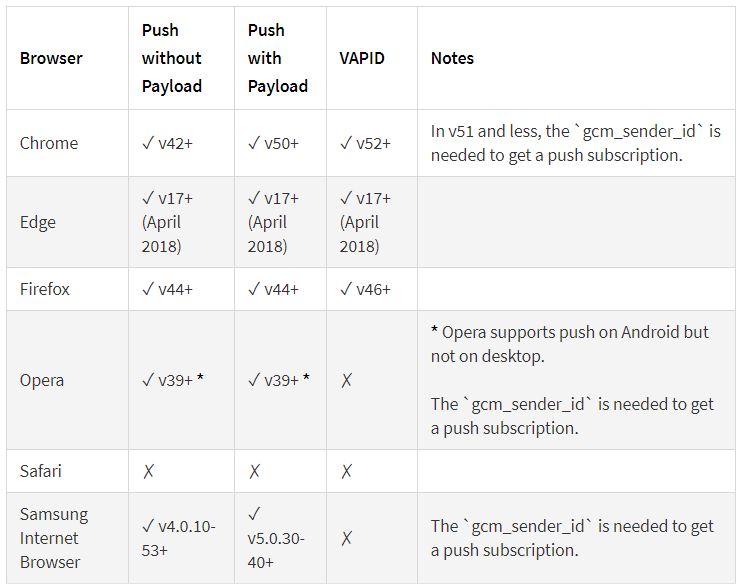 Browser
Push
without
Payload
Push
with
Payload
VAPID
Notes
Chrome
✓ v42+
✓ v50+
✓ v52+
In v51 and less, the `gcm_sender_id` is
needed to get a push subscription.
Edge
✓ v17+
(April
2018)
✓ v17+
(April
2018)
✓ v17+
(April
2018)
Firefox
✓ v44+
✓ v44+
✓ v46+
Opera
✓ v39+ *
✓ v39+ *
✗
* Opera supports push on Android but
not on desktop.
The `gcm_sender_id` is needed to get
a push subscription.
Safari
✗
✗
✗
Samsung
Internet
Browser
✓ v4.0.10-
53+
✓
v5.0.30-
40+
✗
The `gcm_sender_id` is needed to get
a push subscription.